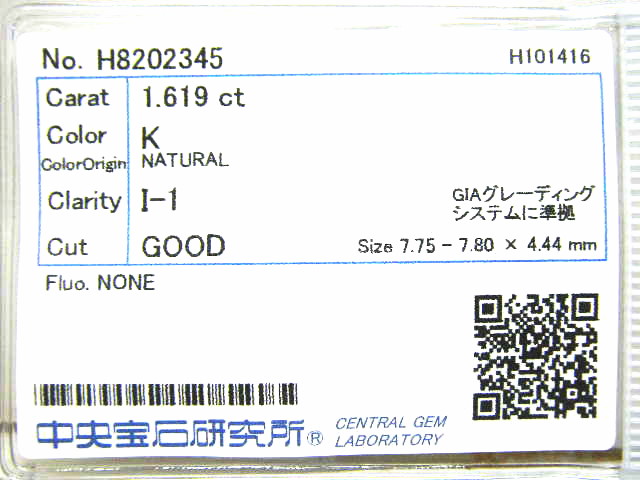 No. H8202345 H101416
Carat 1.619 ct
Color K
ColorOrigin NATURAL
Clarity I-1
GIAグレーディング
システムに準拠
Cut GOOD Size 7.75 - 7.80 × 4.44 mm
Fluo. NONE
中央宝石研究所® CENTRAL GEM
LABORATORY